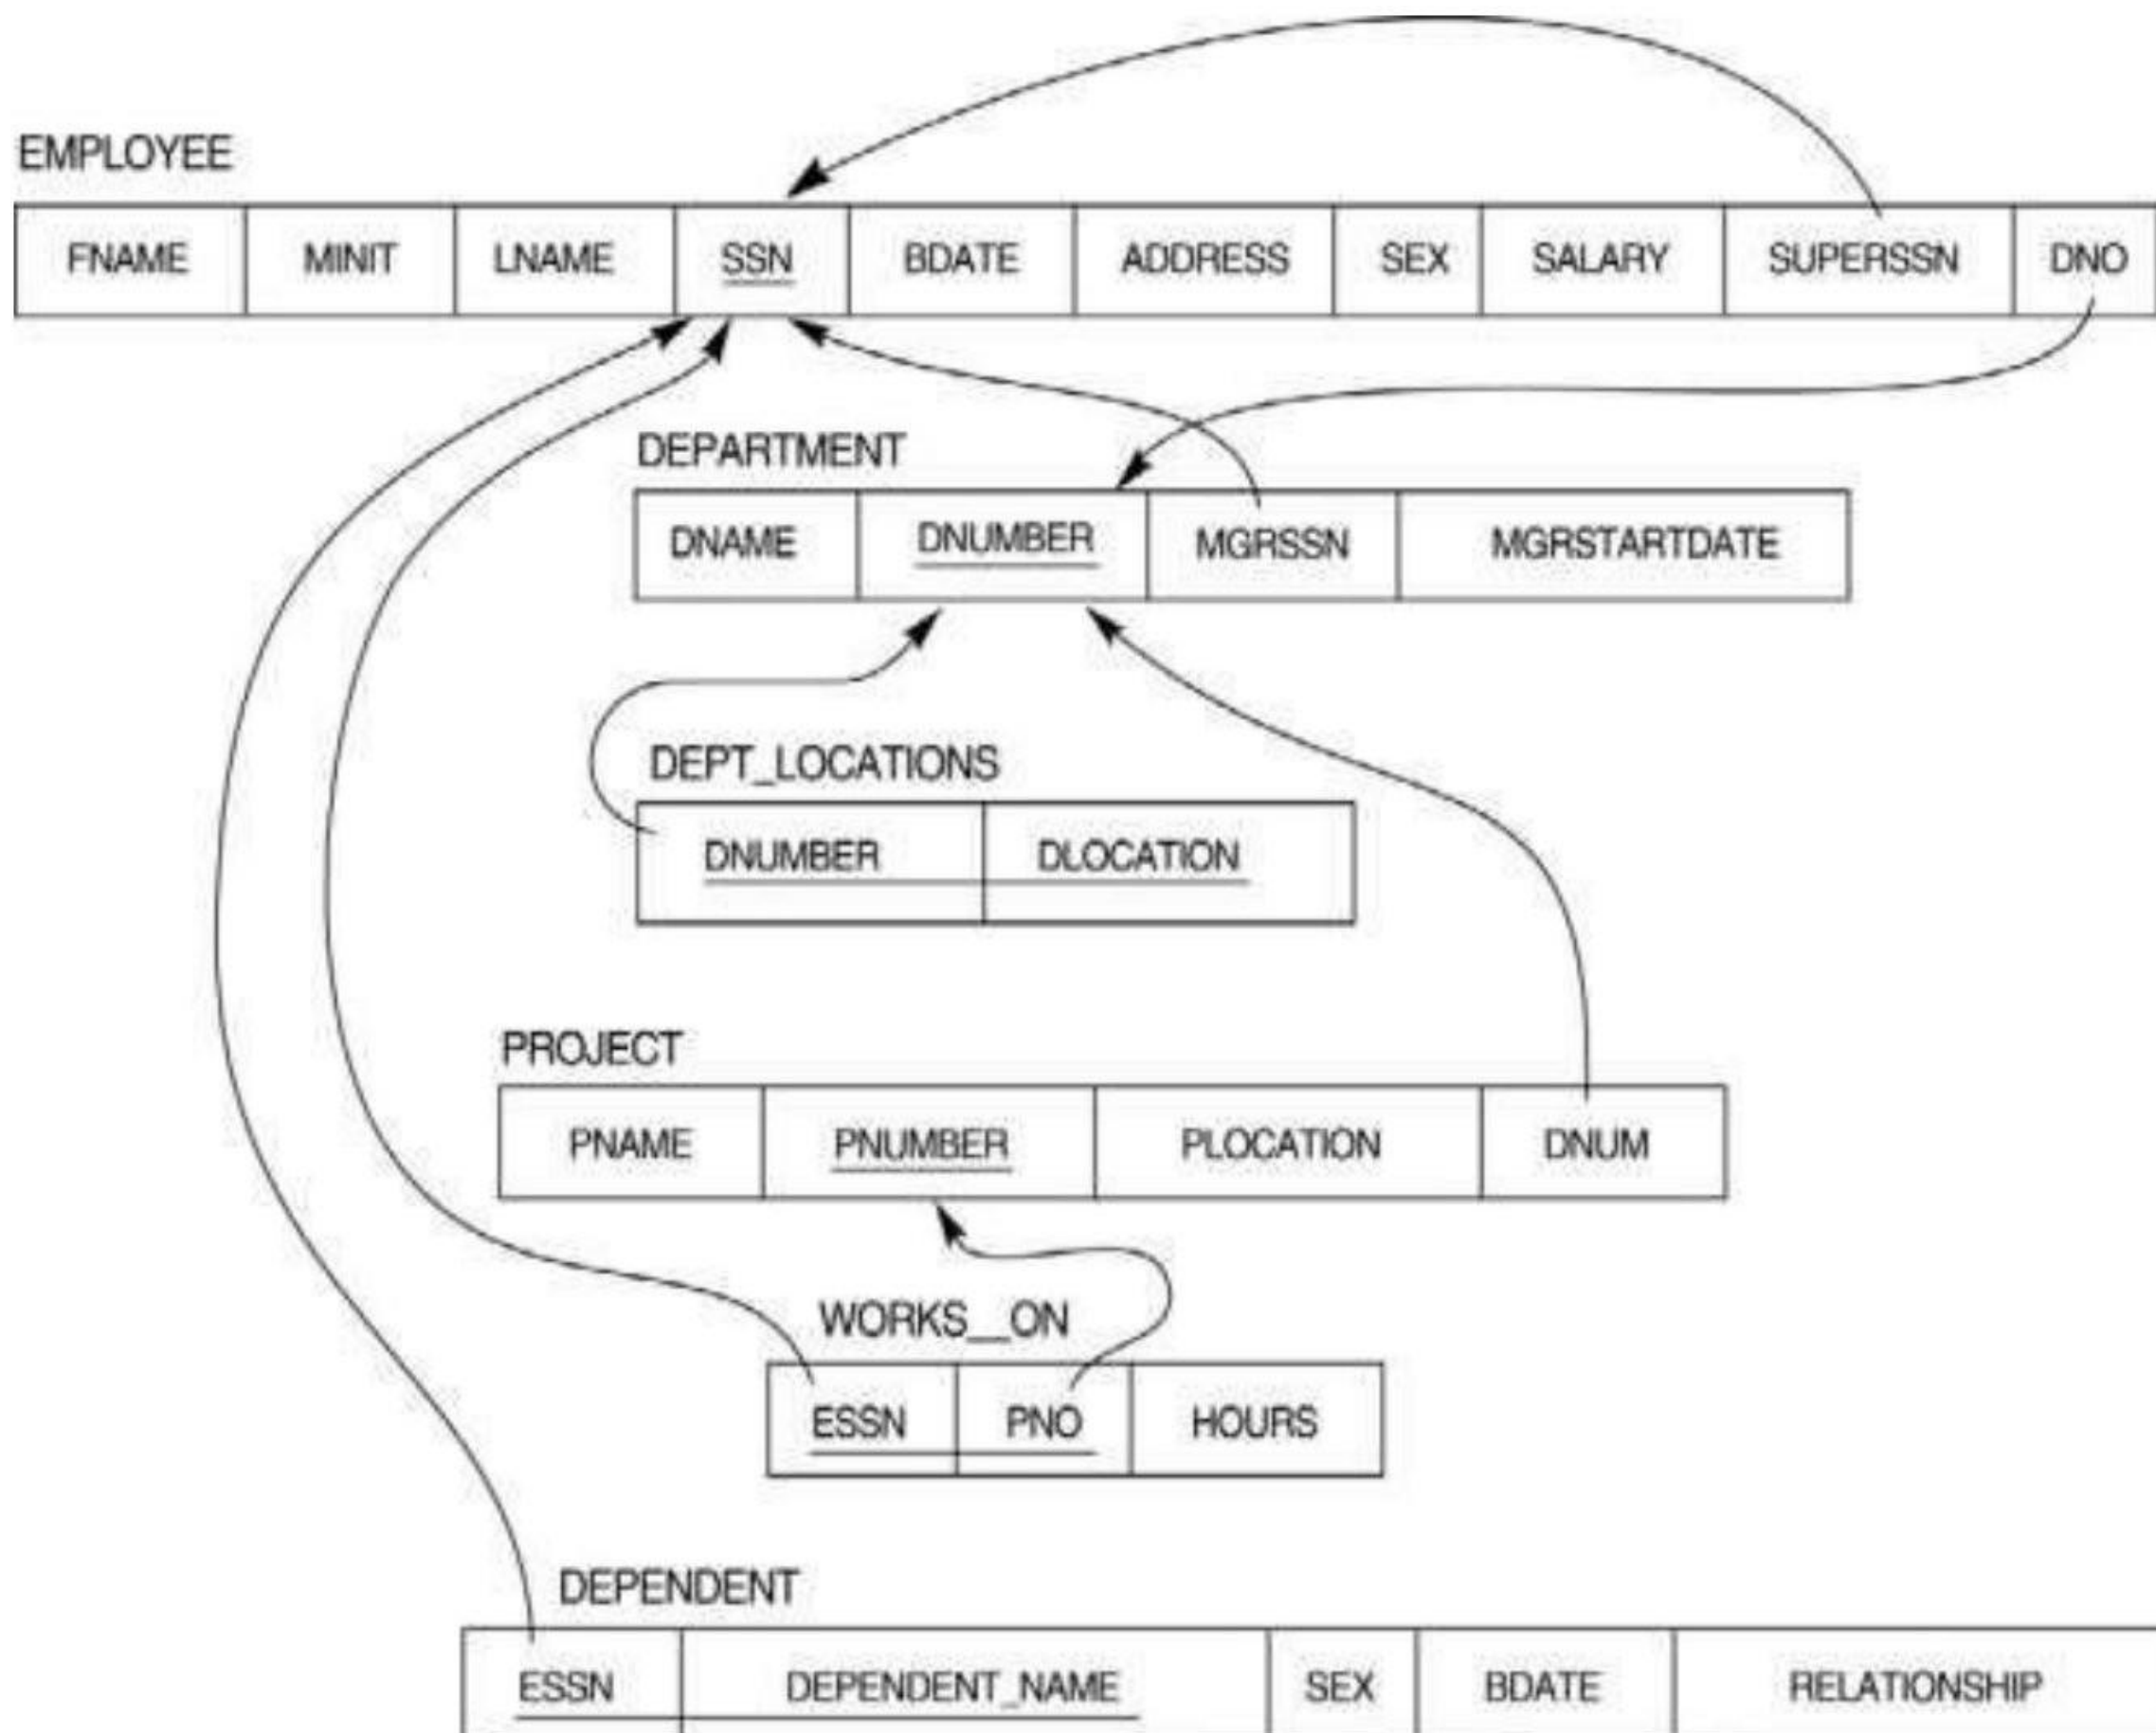 EMPLOYEE
FNAME MINIT LNAME SSN BDATE ADDRESS SEX SALARY SUPERSSN DNO
DEPARTMENT
DNAME DNUMBER MGRSSN MGRSTARTDATE
DEPT_LOCATIONS
DNUMBER DLOCATION
PROJECT
PNAME PNUMBER PLOCATION DNUM
WORKS__ON
ESSN PNO HOURS
DEPENDENT
ESSN DEPENDENT_NAME SEX BDATE RELATIONSHIP